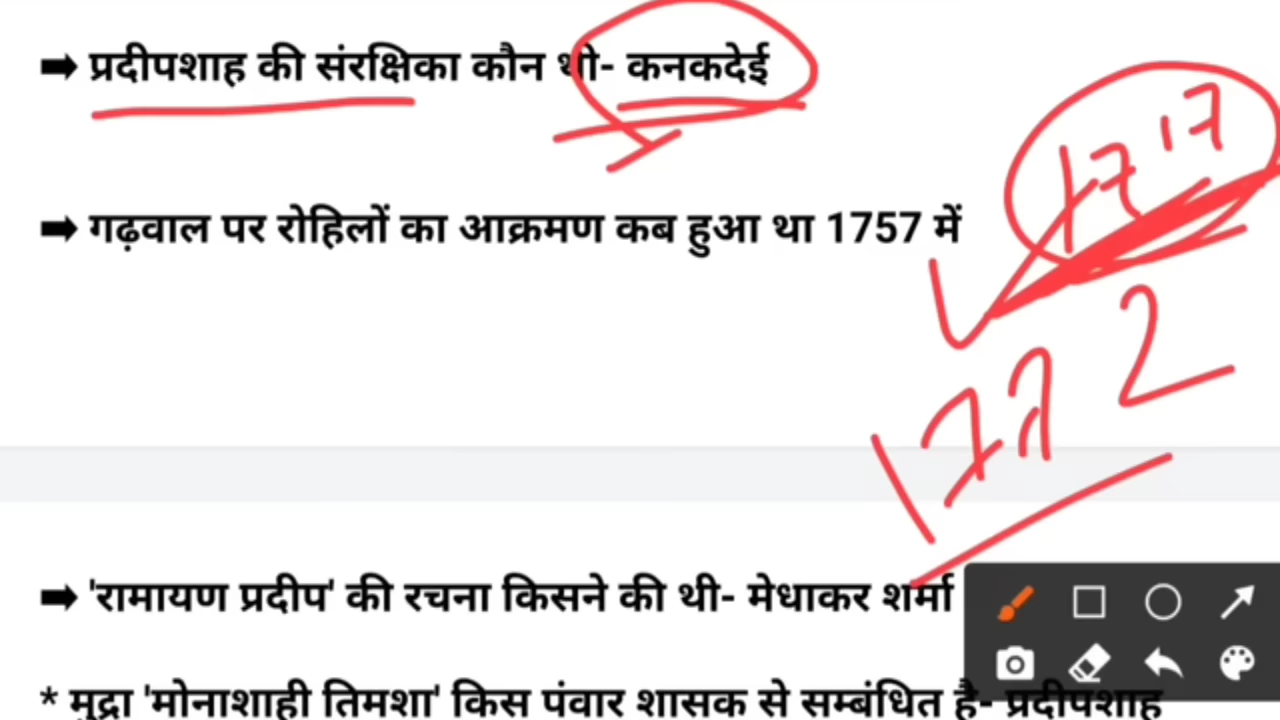 ➡ प्रदीपशाह की संरक्षिका कौन थी- कनकदेई
1717
➡ गढ़वाल पर रोहिलों का आक्रमण कब हुआ था 1757 में
1772
➡ 'रामायण प्रदीप' की रचना किसने की थी- मेधाकर शर्मा
* मुद्रा 'मोनाशाही तिमशा' किस पंवार शासक से सम्बंधित है- प्रदीपशाह